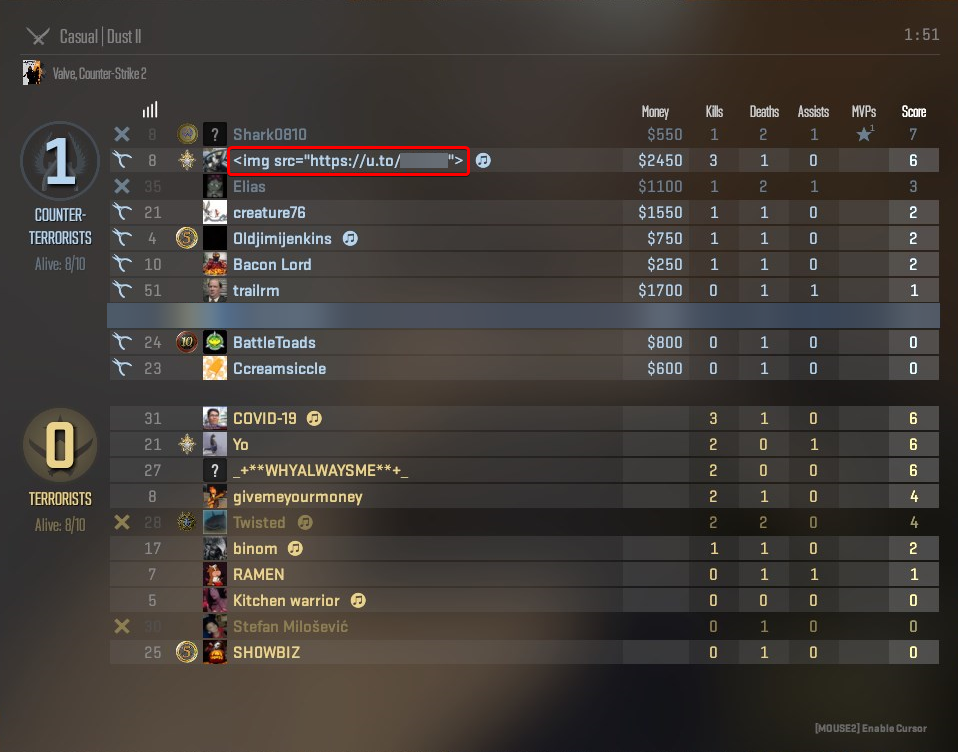 Casual | Dust II 1:51
Valve, Counter-Strike 2
Money Kills Deaths Assists MVPs Score
8 ? Shark0810 $550 1 2 1 1 7
8 <img src="https://u.to/ "> $2450 3 1 0 6
35 Elias $1100 1 2 1 3
21 creature76 $1550 1 1 0 2
4 5 Oldjimijenkins $750 1 1 0 2
10 Bacon Lord $250 1 1 0 2
51 trailrm $1700 0 1 1 1
24 10 BattleToads $800 0 1 0 0
23 Ccreamsiccle $600 0 1 0 0
1
COUNTER-
TERRORISTS
Alive: 8/10
31 COVID-19 3 1 0 6
21 Yo 2 0 1 6
27 ? _+**WHYALWAYSME**+_ 2 0 0 6
8 givemeyourmoney 2 1 0 4
28 Twisted 2 2 0 4
17 binom 1 1 0 2
7 RAMEN 0 1 1 1
5 Kitchen warrior 0 0 0 0
Stefan Milošević 0 1 0 0
25 5 SHOWBIZ 0 1 0 0
0
TERRORISTS
Alive: 8/10
[MOUSE2] Enable Cursor